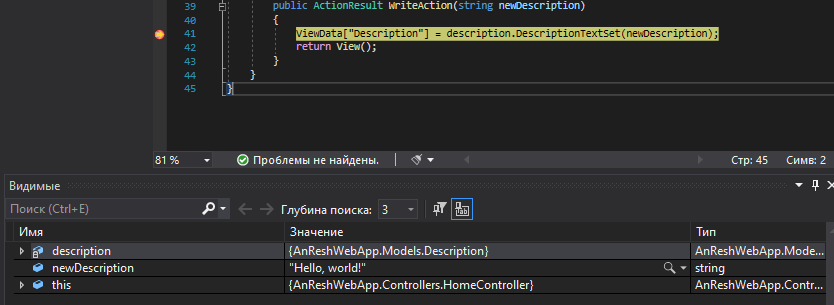 39 public ActionResult WriteAction(string newDescription)
40 {
41 ViewData["Description"] = description.DescriptionTextSet(newDescription);
42 return View();
43 }
44 }
45 }
81 % Проблемы не найдены. Стр: 45 Симв: 2
Видимые
Поиск (Ctrl+E) Глубина поиска: 3
Имя Значение Тип
description {AnReshWebApp.Models.Description} AnReshWebApp.Mode...
newDescription "Hello, world!" string
this {AnReshWebApp.Controllers.HomeController} AnReshWebApp.Contr...